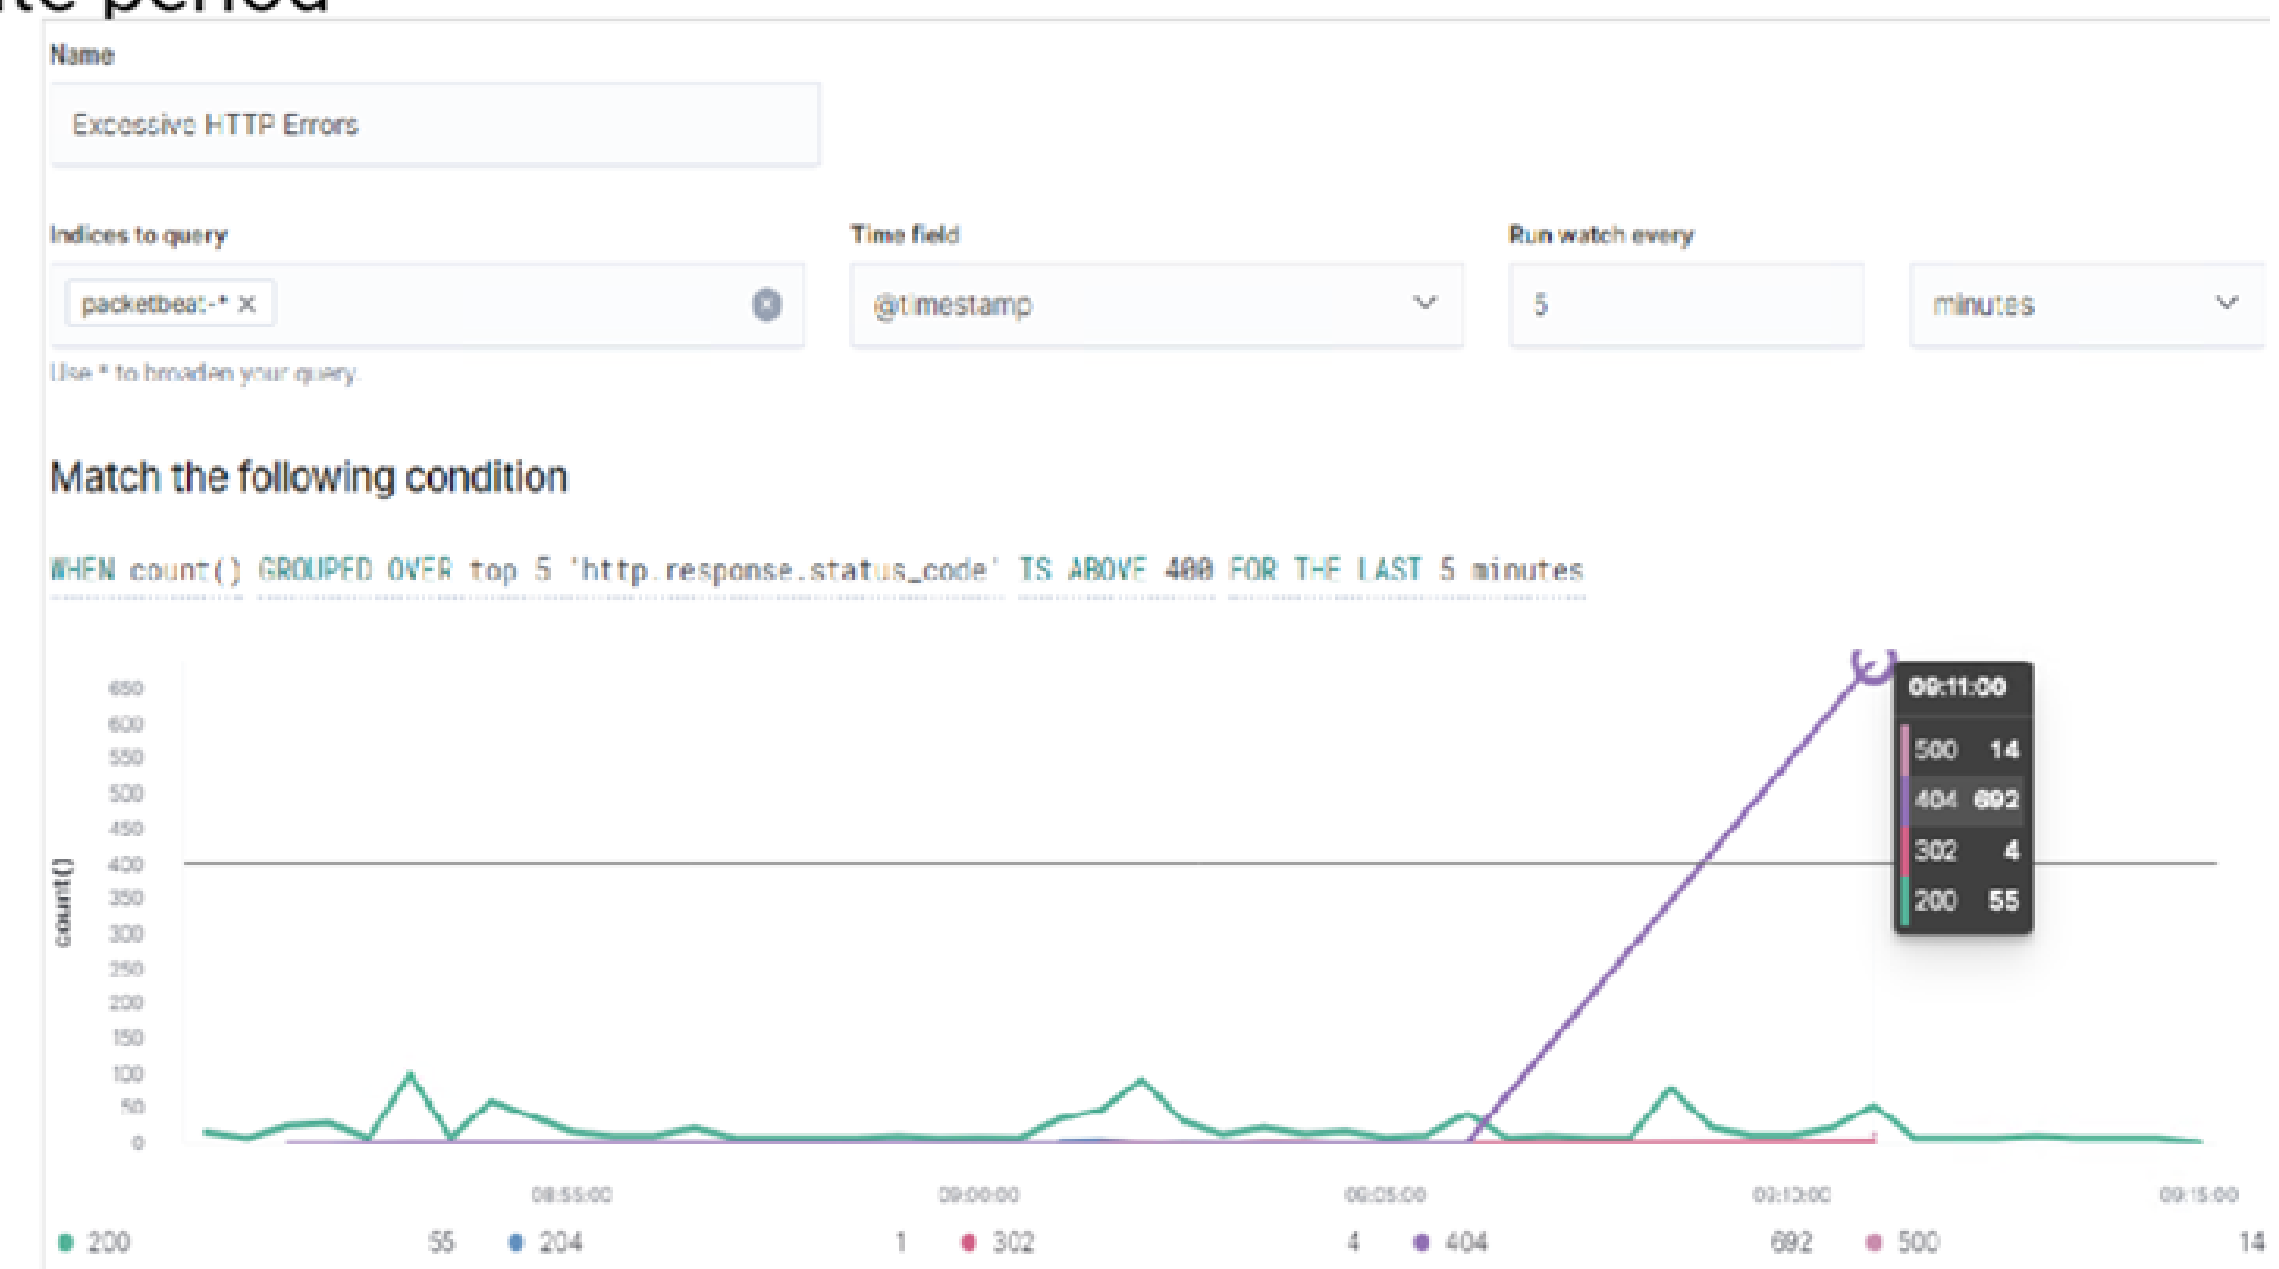 period
Name
Excessive HTTP Errors
Indices to query Time field Run watch every
packetbeat-* × @timestamp 5 minutes
Use * to broaden your query.
Match the following condition
WHEN count() GROUPED OVER top 5 'http.response.status_code' IS ABOVE 400 FOR THE LAST 5 minutes
650
600
550
500
450
400
350
300
250
200
150
100
50
0
count()
09:11:00
500 14
404 692
302 4
200 55
08:55:00 09:00:00 09:05:00 09:10:00 09:15:00
200 55 204 1 302 4 404 692 500 14